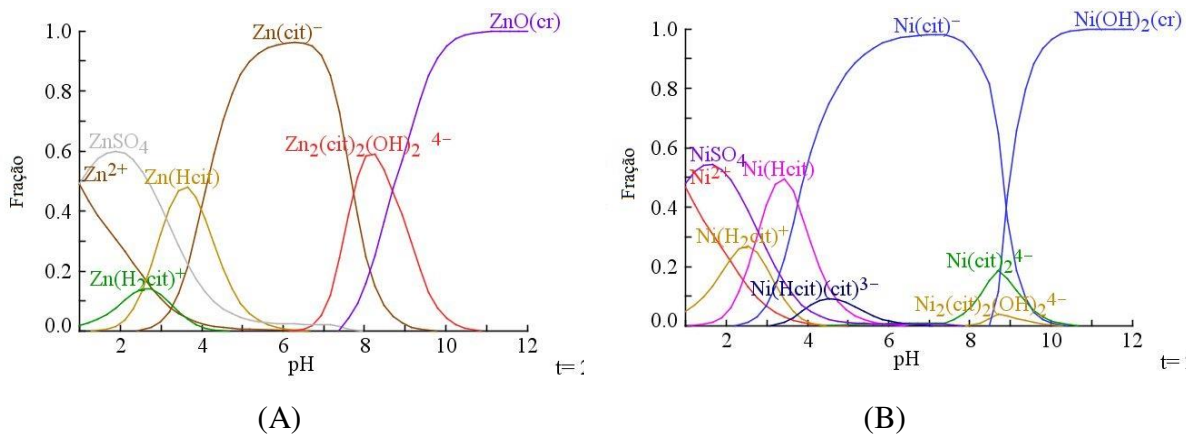 Zn(cit)⁻
ZnO(cr)
ZnSO₄
Zn²⁺
Zn(Hcit)
Zn₂(cit)₂(OH)₂ ⁴⁻
Zn(H₂cit)⁺
Fração
1.0
0.8
0.6
0.4
0.2
0.0
2 4 6 8 10 12
pH
t=
(A)
Ni(cit)⁻
Ni(OH)₂(cr)
NiSO₄
Ni²⁺
Ni(Hcit)
Ni(H₂cit)⁺
Ni(cit)₂⁴⁻
Ni(Hcit)(cit)³⁻
Ni₂(cit)₂(OH)₂⁴⁻
Fração
1.0
0.8
0.6
0.4
0.2
0.0
2 4 6 8 10 12
pH
t=
(B)